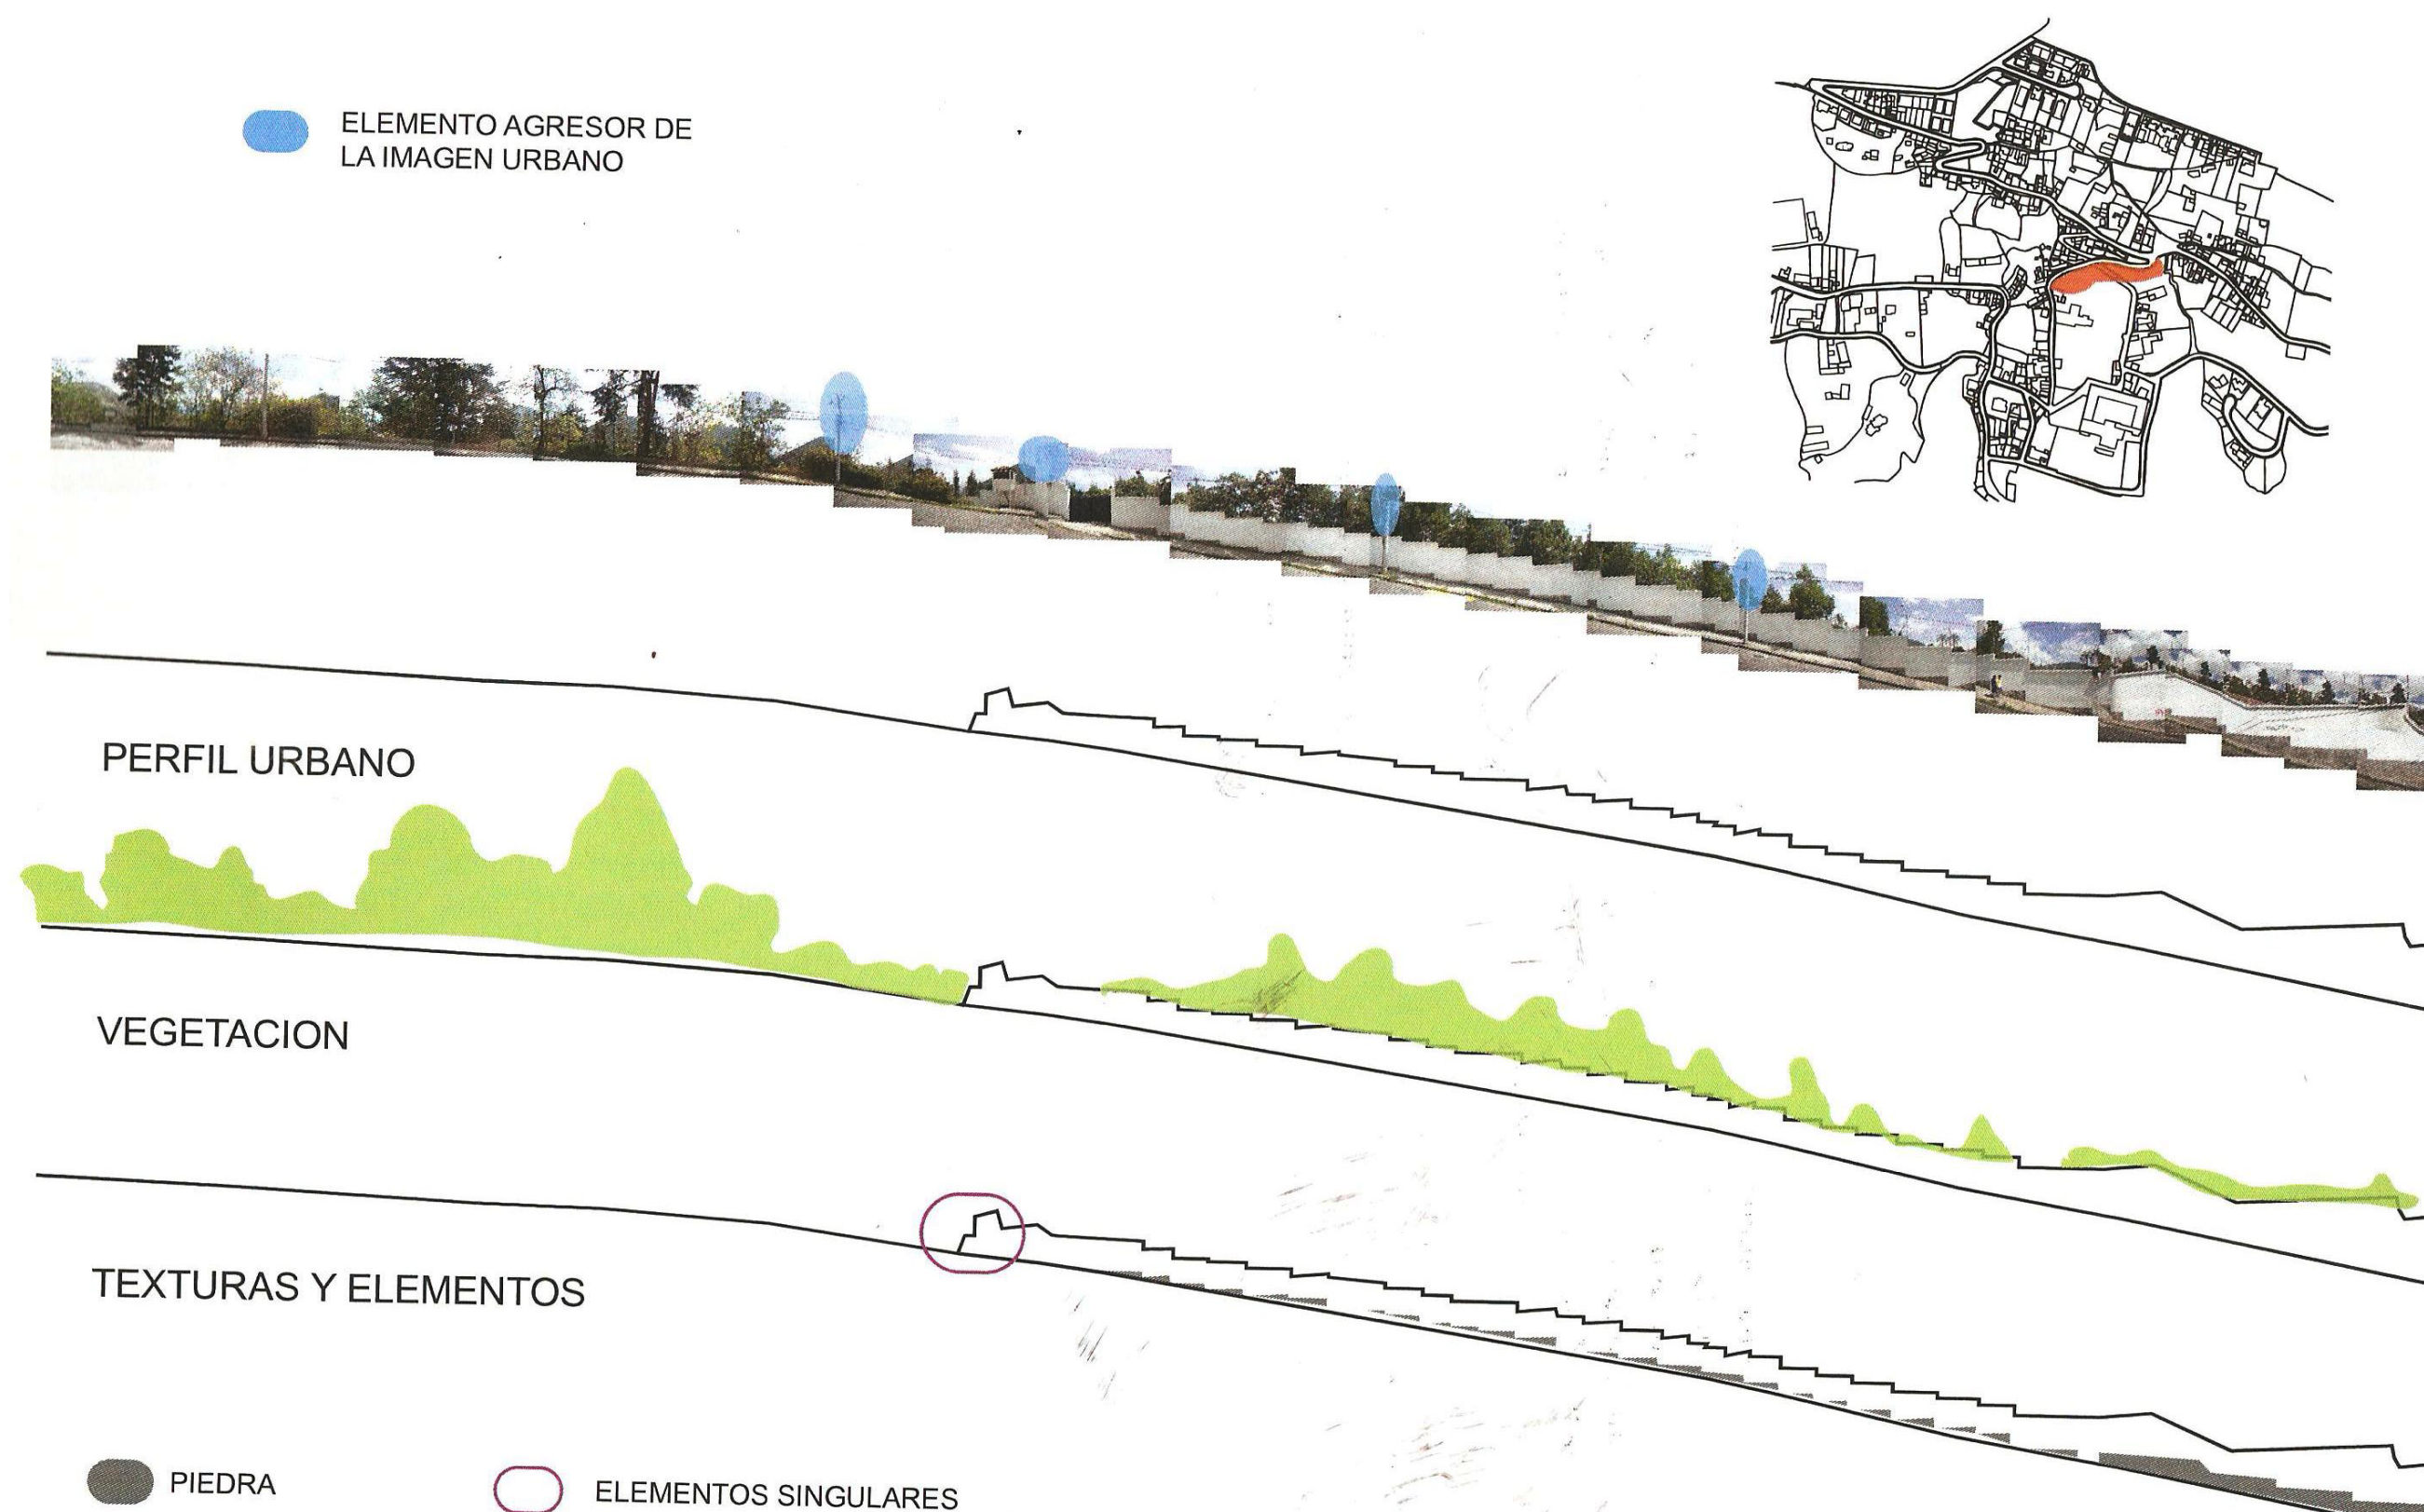 ELEMENTO AGRESOR DE
LA IMAGEN URBANO
PERFIL URBANO
VEGETACION
TEXTURAS Y ELEMENTOS
PIEDRA
ELEMENTOS SINGULARES